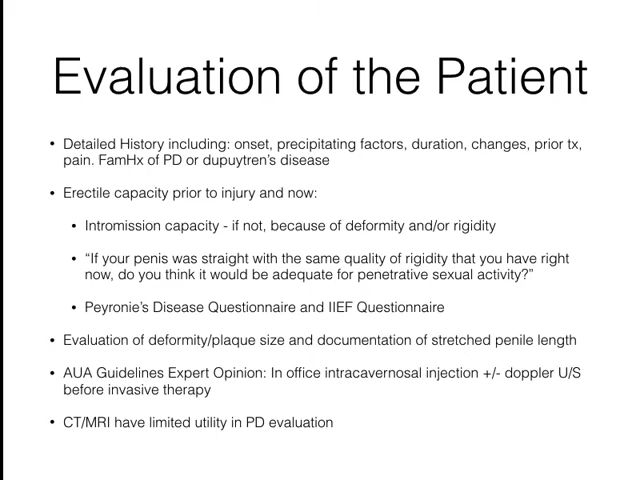 Evaluation of the Patient
• Detailed History including: onset, precipitating factors, duration, changes, prior tx,
pain. FamHx of PD or dupuytren's disease
• Erectile capacity prior to injury and now:
• Intromission capacity - if not, because of deformity and/or rigidity
• “If your penis was straight with the same quality of rigidity that you have right
now, do you think it would be adequate for penetrative sexual activity?”
• Peyronie's Disease Questionnaire and IIEF Questionnaire
• Evaluation of deformity/plaque size and documentation of stretched penile length
• AUA Guidelines Expert Opinion: In office intracavernosal injection +/- doppler U/S
before invasive therapy
• CT/MRI have limited utility in PD evaluation